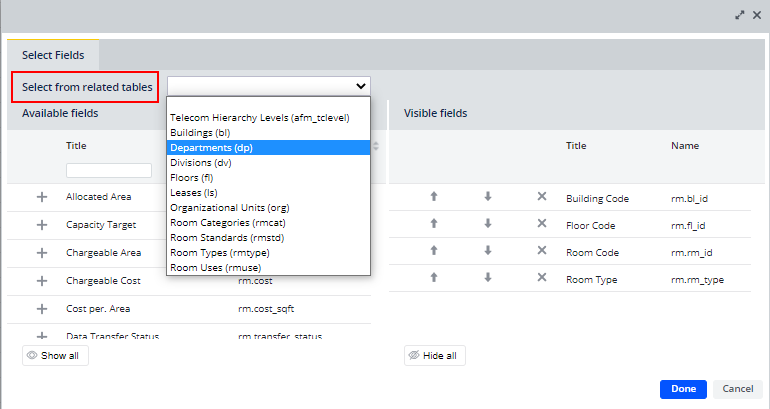 Select Fields
Select from related tables
Available fields
Visible fields
Telecom Hierarchy Levels (afm_tclevel)
Buildings (bl)
Departments (dp)
Divisions (dv)
Floors (fl)
Leases (ls)
Organizational Units (org)
Room Categories (rmcat)
Room Standards (rmstd)
Room Types (rmtype)
Room Uses (rmuse)
Title
Title Name
Allocated Area
Building Code rm.bl_id
Capacity Target
Floor Code rm.fl_id
Chargeable Area
Room Code rm.rm_id
Chargeable Cost rm.cost
Room Type rm.rm_type
Cost per. Area rm.cost_sqft
Data Transfer Status rm.transfer_status
Show all
Hide all
Done Cancel